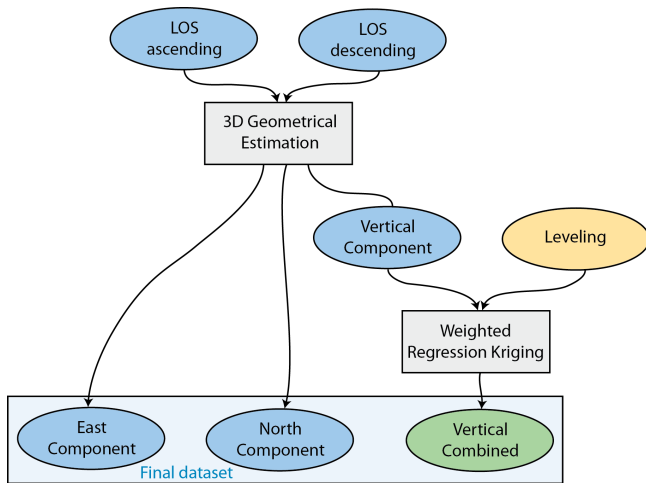 LOS
ascending
LOS
descending
3D Geometrical
Estimation
Vertical
Component
Leveling
Weighted
Regression Kriging
East
Component
North
Component
Vertical
Combined
Final dataset